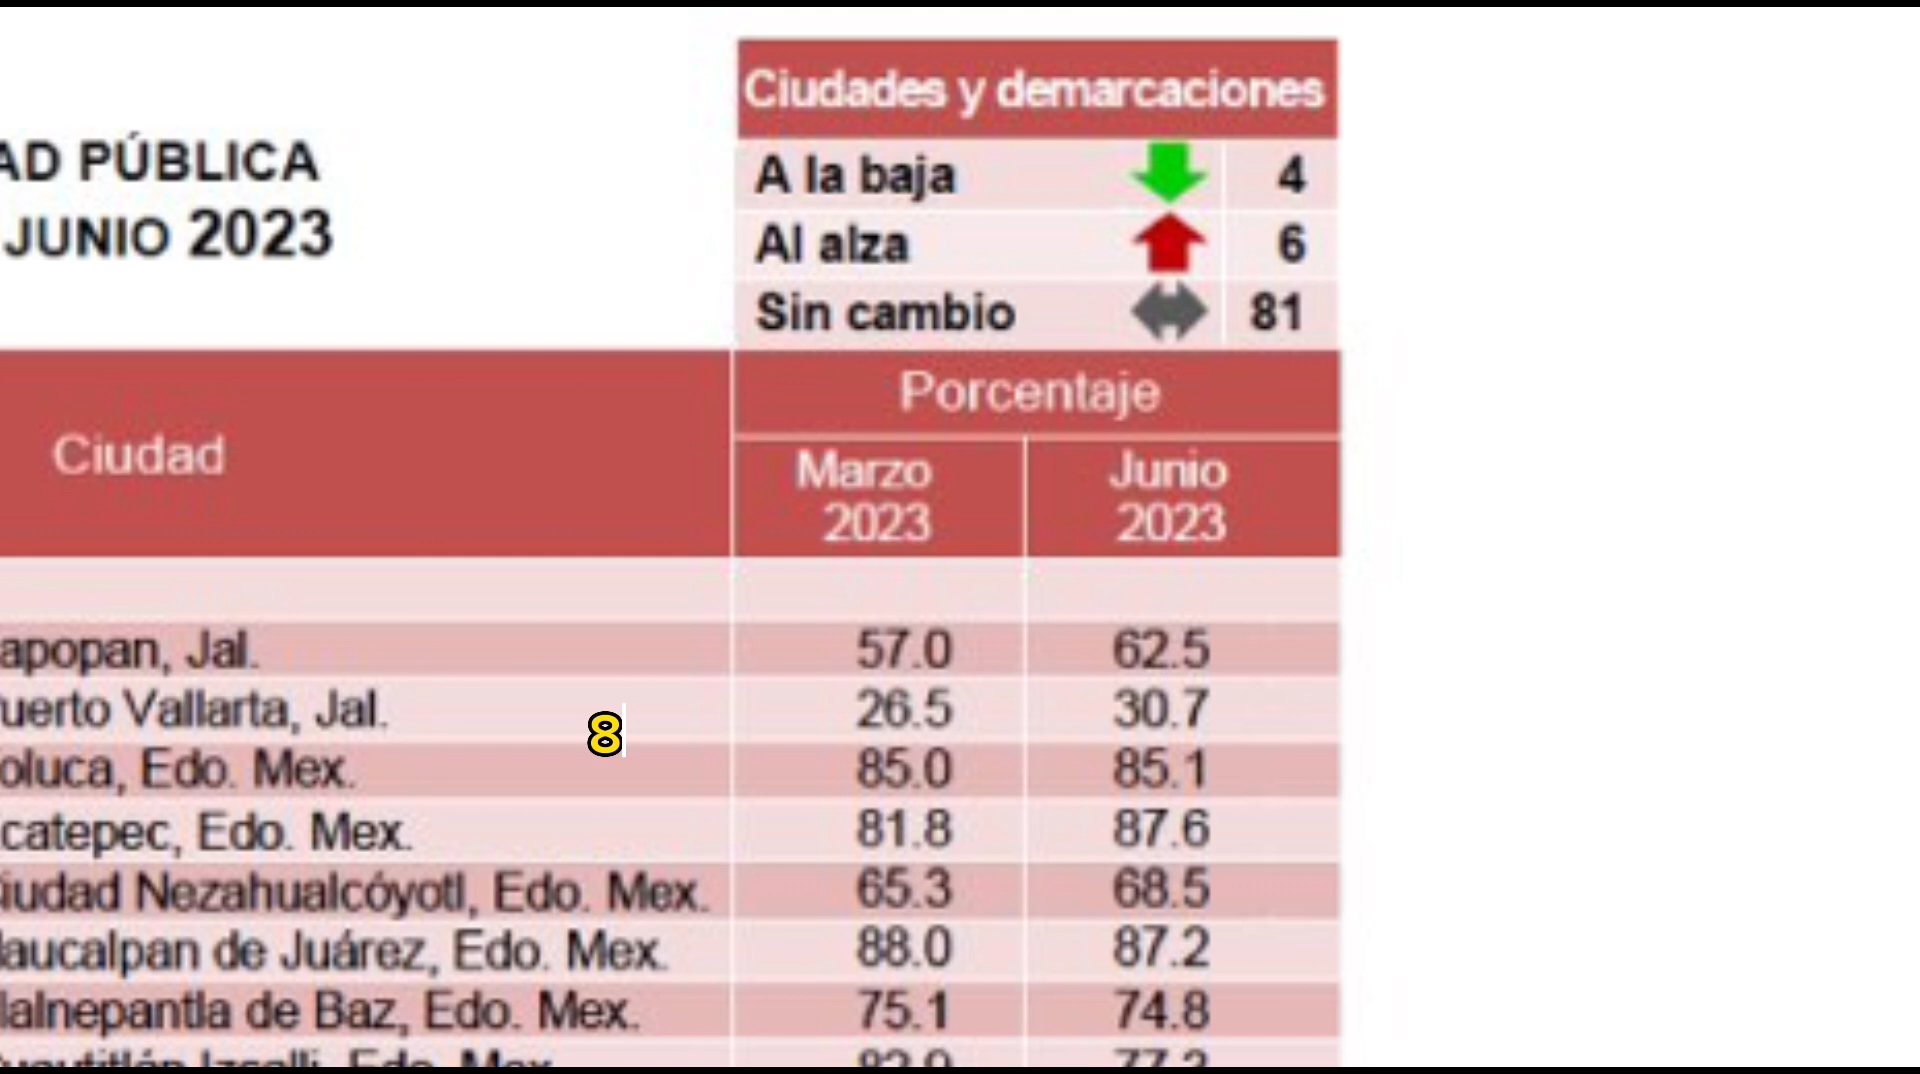 Ciudades y demarcaciones
A la baja 4
Al alza 6
Sin cambio 81
PÚBLICA
JUNIO 2023
Ciudad Porcentaje
Marzo 2023 Junio 2023
apopan, Jal. 57.0 62.5
uerto Vallarta, Jal. 26.5 30.7
8
oluca, Edo. Mex. 85.0 85.1
catepec, Edo. Mex. 81.8 87.6
iudad Nezahualcóyotl, Edo. Mex. 65.3 68.5
aucalpan de Juárez, Edo. Mex. 88.0 87.2
lalnepantla de Baz, Edo. Mex. 75.1 74.8